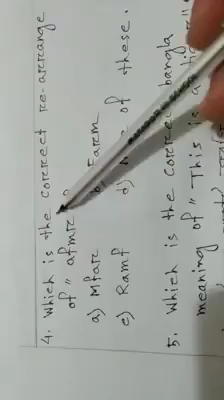 4. Which is the correct re-arrange
of "afmr
a) Mfar b) Farm
c) Ramf d) of these.
5. Which is the correct bangla
meaning of "This is a